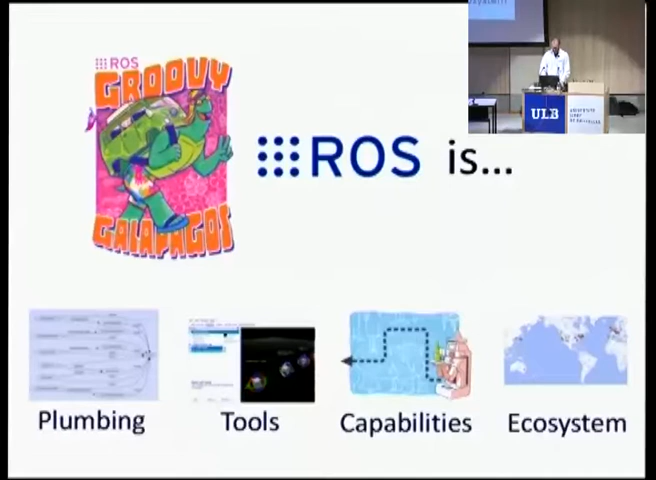 ROS
GROOVY
GALAPAGOS
ROS is...
ULB
Plumbing
Tools
Capabilities
Ecosystem